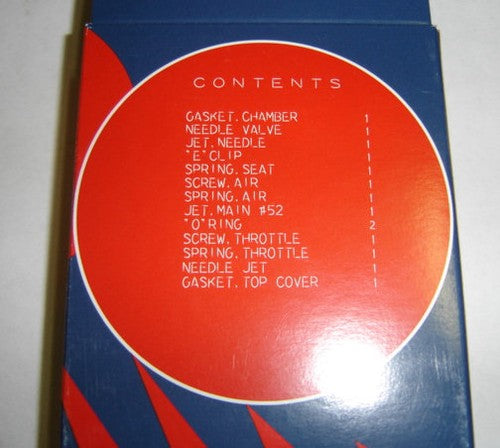 CONTENTS
GASKET.CHAMBER 1
NEEDLE VALVE 1
JET.NEEDLE 1
"E"CLIP 1
SPRING.SEAT 1
SCREW.AIR 1
SPRING.AIR 1
JET.MAIN #52 1
"O"RING 2
SCREW.THROTTLE 1
SPRING.THROTTLE 1
NEEDLE JET 1
GASKET.TOP COVER 1